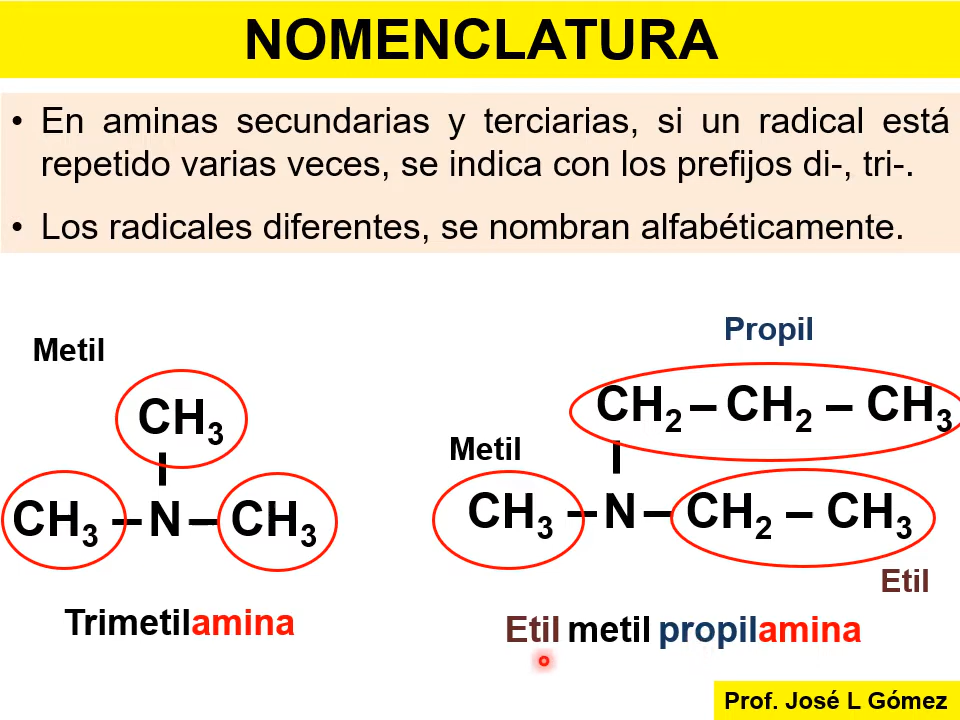 NOMENCLATURA
• En aminas secundarias y terciarias, si un radical está
repetido varias veces, se indica con los prefijos di-, tri-.
• Los radicales diferentes, se nombran alfabéticamente.
Metil
CH₃
CH₃ – N – CH₃
Trimetilamina
Propil
CH₂ – CH₂ – CH₃
Metil
CH₃ – N – CH₂ – CH₃
Etil
Etil metil propilamina
Prof. José L Gómez